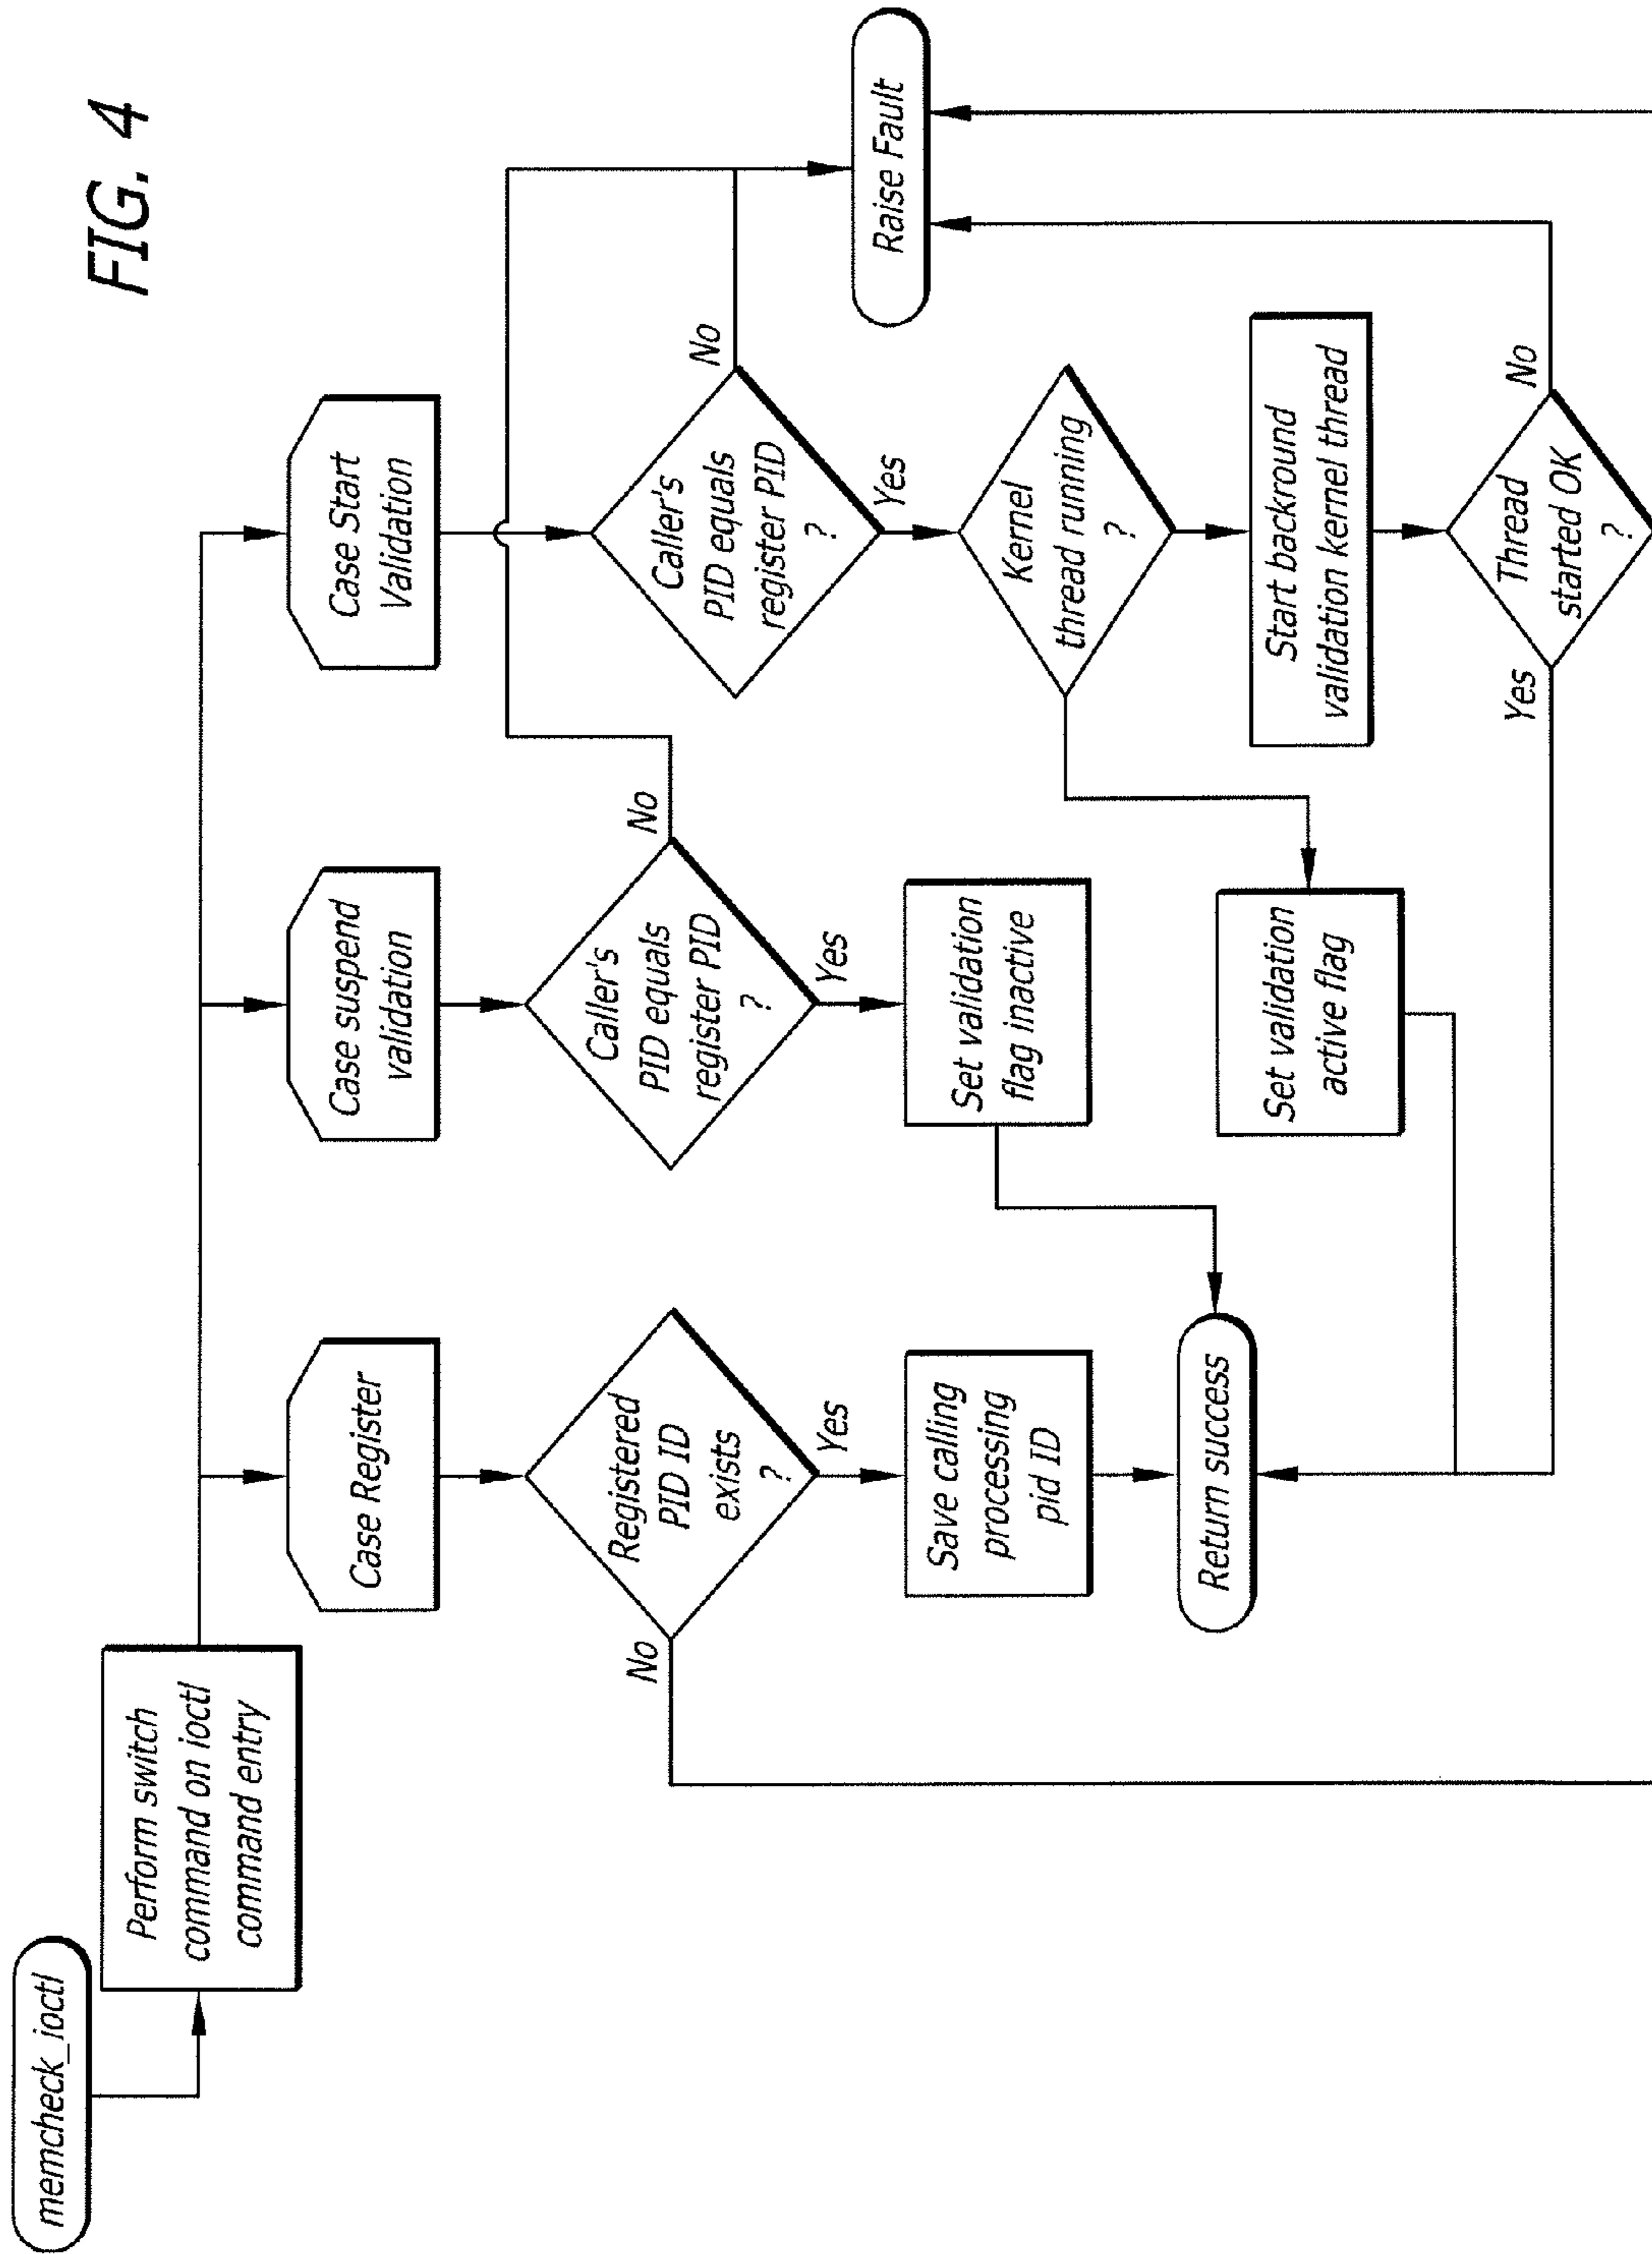 FIG. 4
memcheck_ioctl
Perform switch
command on ioctl
command entry
Case Register
Case suspend
validation
Case Start
Validation
Registered
PID ID
exists
?
No
Yes
Caller's
PID equals
register PID
?
No
Yes
Caller's
PID equals
register PID
?
No
Yes
Save calling
processing
pid ID
Set validation
flag inactive
Kernel
thread running
?
Raise Fault
Return success
Set validation
active flag
Start backround
validation kernel thread
Thread
started OK
?
Yes
No